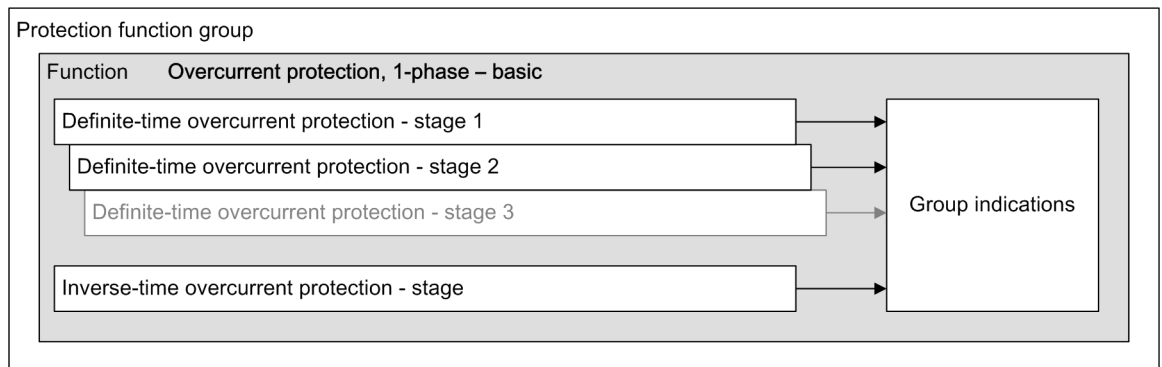 Protection function group
Function Overcurrent protection, 1-phase – basic
Definite-time overcurrent protection - stage 1
Definite-time overcurrent protection - stage 2
Definite-time overcurrent protection - stage 3
Group indications
Inverse-time overcurrent protection - stage